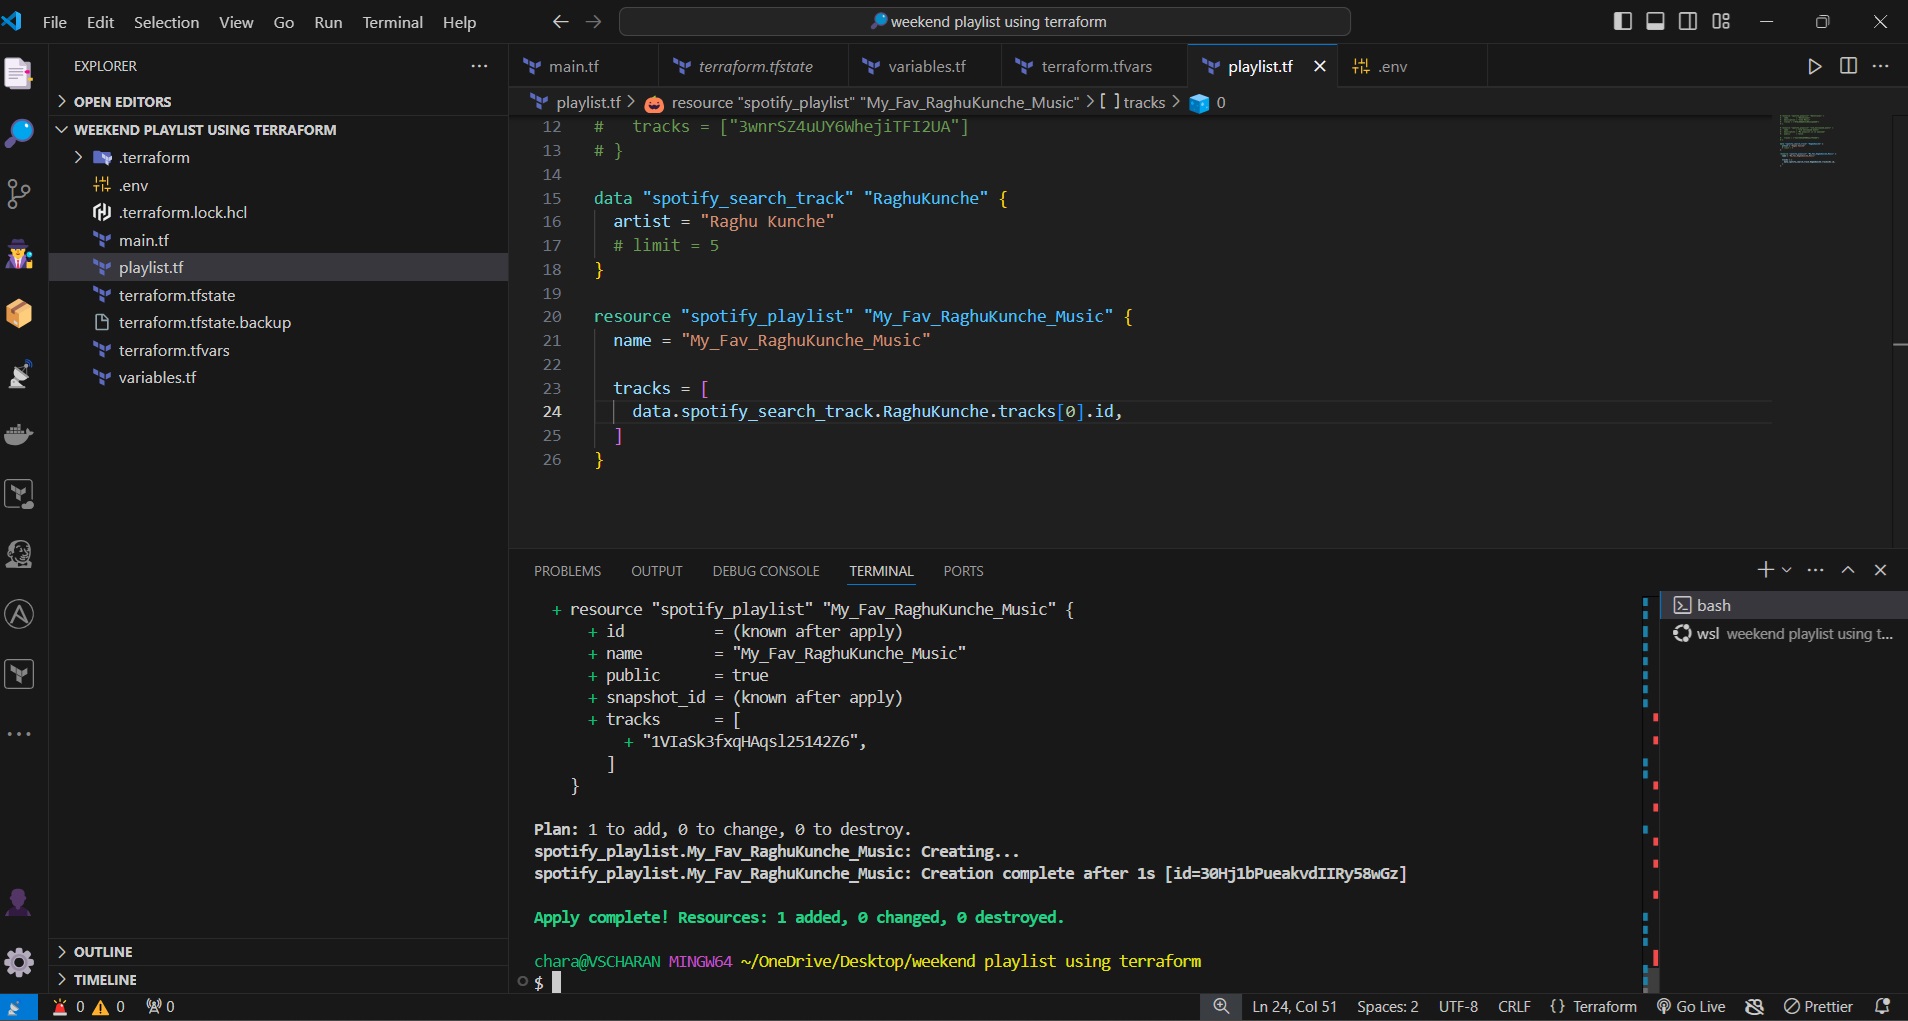 File Edit Selection View Go Run Terminal Help
weekend playlist using terraform
EXPLORER
OPEN EDITORS
WEEKEND PLAYLIST USING TERRAFORM
.terraform
.env
.terraform.lock.hcl
main.tf
playlist.tf
terraform.tfstate
terraform.tfstate.backup
terraform.tfvars
variables.tf
OUTLINE
TIMELINE
main.tf terraform.tfstate variables.tf terraform.tfvars playlist.tf .env
playlist.tf > resource "spotify_playlist" "My_Fav_RaghuKunche_Music" > [ ] tracks > 0
12 #   tracks = ["3wnrSZ4uUY6WhejiTFI2UA"]
13 # }
14
15 data "spotify_search_track" "RaghuKunche" {
16   artist = "Raghu Kunche"
17   # limit = 5
18 }
19
20 resource "spotify_playlist" "My_Fav_RaghuKunche_Music" {
21   name = "My_Fav_RaghuKunche_Music"
22
23   tracks = [
24     data.spotify_search_track.RaghuKunche.tracks[0].id,
25   ]
26 }
PROBLEMS OUTPUT DEBUG CONSOLE TERMINAL PORTS
+ resource "spotify_playlist" "My_Fav_RaghuKunche_Music" {
+ id          = (known after apply)
+ name        = "My_Fav_RaghuKunche_Music"
+ public      = true
+ snapshot_id = (known after apply)
+ tracks      = [
+ "1VIaSk3fxqHAqsl25142Z6",
]
}
Plan: 1 to add, 0 to change, 0 to destroy.
spotify_playlist.My_Fav_RaghuKunche_Music: Creating...
spotify_playlist.My_Fav_RaghuKunche_Music: Creation complete after 1s [id=30Hj1bPueakvdIIRy58wGz]
Apply complete! Resources: 1 added, 0 changed, 0 destroyed.
chara@VSCHARAN MINGW64 ~/OneDrive/Desktop/weekend playlist using terraform
$
bash
wsl weekend playlist using t...
0 0 0 Ln 24, Col 51 Spaces: 2 UTF-8 CRLF {} Terraform Go Live Prettier